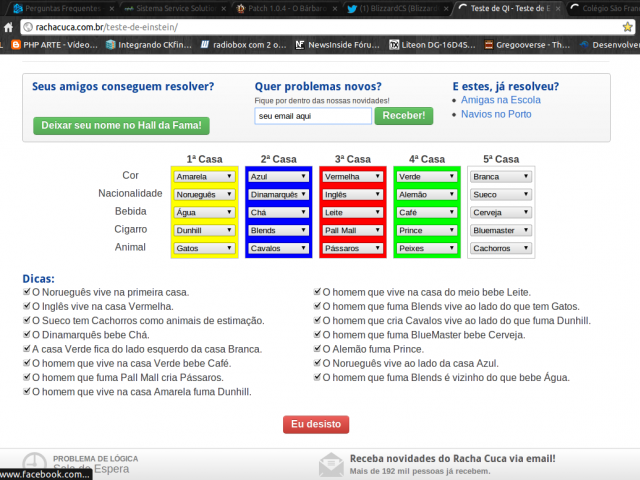 Perguntas Frequentes
System Service Solutio
Patch 1.0.4 - O Bárbaro
(1) BlizzardCS (Blizzard
Teste de QI - Teste de E
Colégio São Fran
rachacuca.com.br/teste-de-einstein/
PHP ARTE - Vídeo...
Integrando CKfin...
radiobox com 2 o...
NewsInside Fóru...
Liteon DG-16D4S...
Gregooverse - Th...
Desenvolver
Seus amigos conseguem resolver?
Deixar seu nome no Hall da Fama!
Quer problemas novos?
Fique por dentro das nossas novidades!
seu email aqui
Receber!
E estes, já resolveu?
Amigas na Escola
Navios no Porto
1ª Casa 2ª Casa 3ª Casa 4ª Casa 5ª Casa
Cor Amarela Azul Vermelha Verde Branca
Nacionalidade Norueguês Dinamarquês Inglês Alemão Sueco
Bebida Água Chá Leite Café Cerveja
Cigarro Dunhill Blends Pall Mall Prince Bluemaster
Animal Gatos Cavalos Pássaros Peixes Cachorros
Dicas:
O Norueguês vive na primeira casa.
O Inglês vive na casa Vermelha.
O Sueco tem Cachorros como animais de estimação.
O Dinamarquês bebe Chá.
A casa Verde fica do lado esquerdo da casa Branca.
O homem que vive na casa Verde bebe Café.
O homem que fuma Pall Mall cria Pássaros.
O homem que vive na casa Amarela fuma Dunhill.
O homem que vive na casa do meio bebe Leite.
O homem que fuma Blends vive ao lado do que tem Gatos.
O homem que cria Cavalos vive ao lado do que fuma Dunhill.
O homem que fuma BlueMaster bebe Cerveja.
O Alemão fuma Prince.
O Norueguês vive ao lado da casa Azul.
O homem que fuma Blends é vizinho do que bebe Água.
Eu desisto
PROBLEMA DE LÓGICA
Sala de Espera
Receba novidades do Racha Cuca via email!
Mais de 192 mil pessoas já recebem.
www.facebook.com...